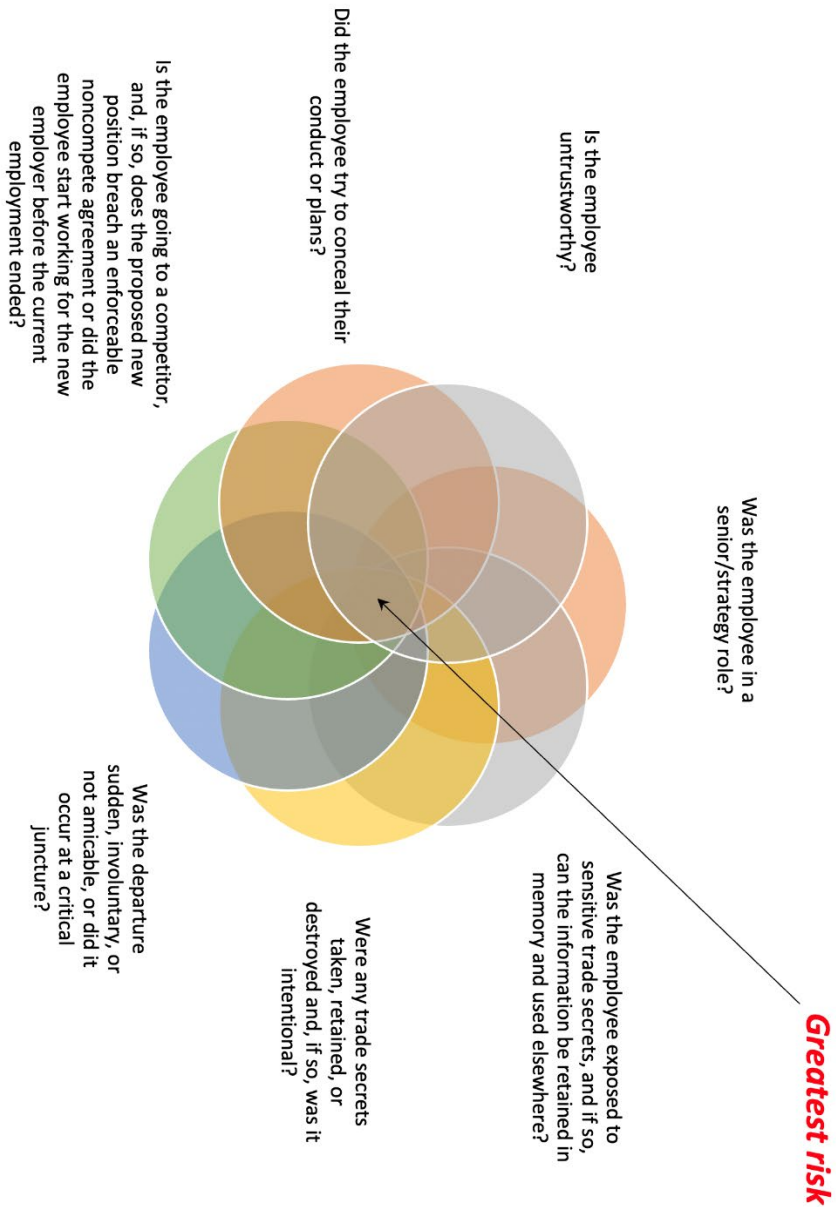 Greatest risk
Was the employee in a
senior/strategy role?
Was the employee exposed to
sensitive trade secrets, and if so,
can the information be retained in
memory and used elsewhere?
Were any trade secrets
taken, retained, or
destroyed and, if so, was it
intentional?
Was the departure
sudden, involuntary, or
not amicable, or did it
occur at a critical
juncture?
Is the employee going to a competitor,
and, if so, does the proposed new
position breach an enforceable
noncompete agreement or did the
employee start working for the new
employer before the current
employment ended?
Did the employee try to conceal their
conduct or plans?
Is the employee
untrustworthy?